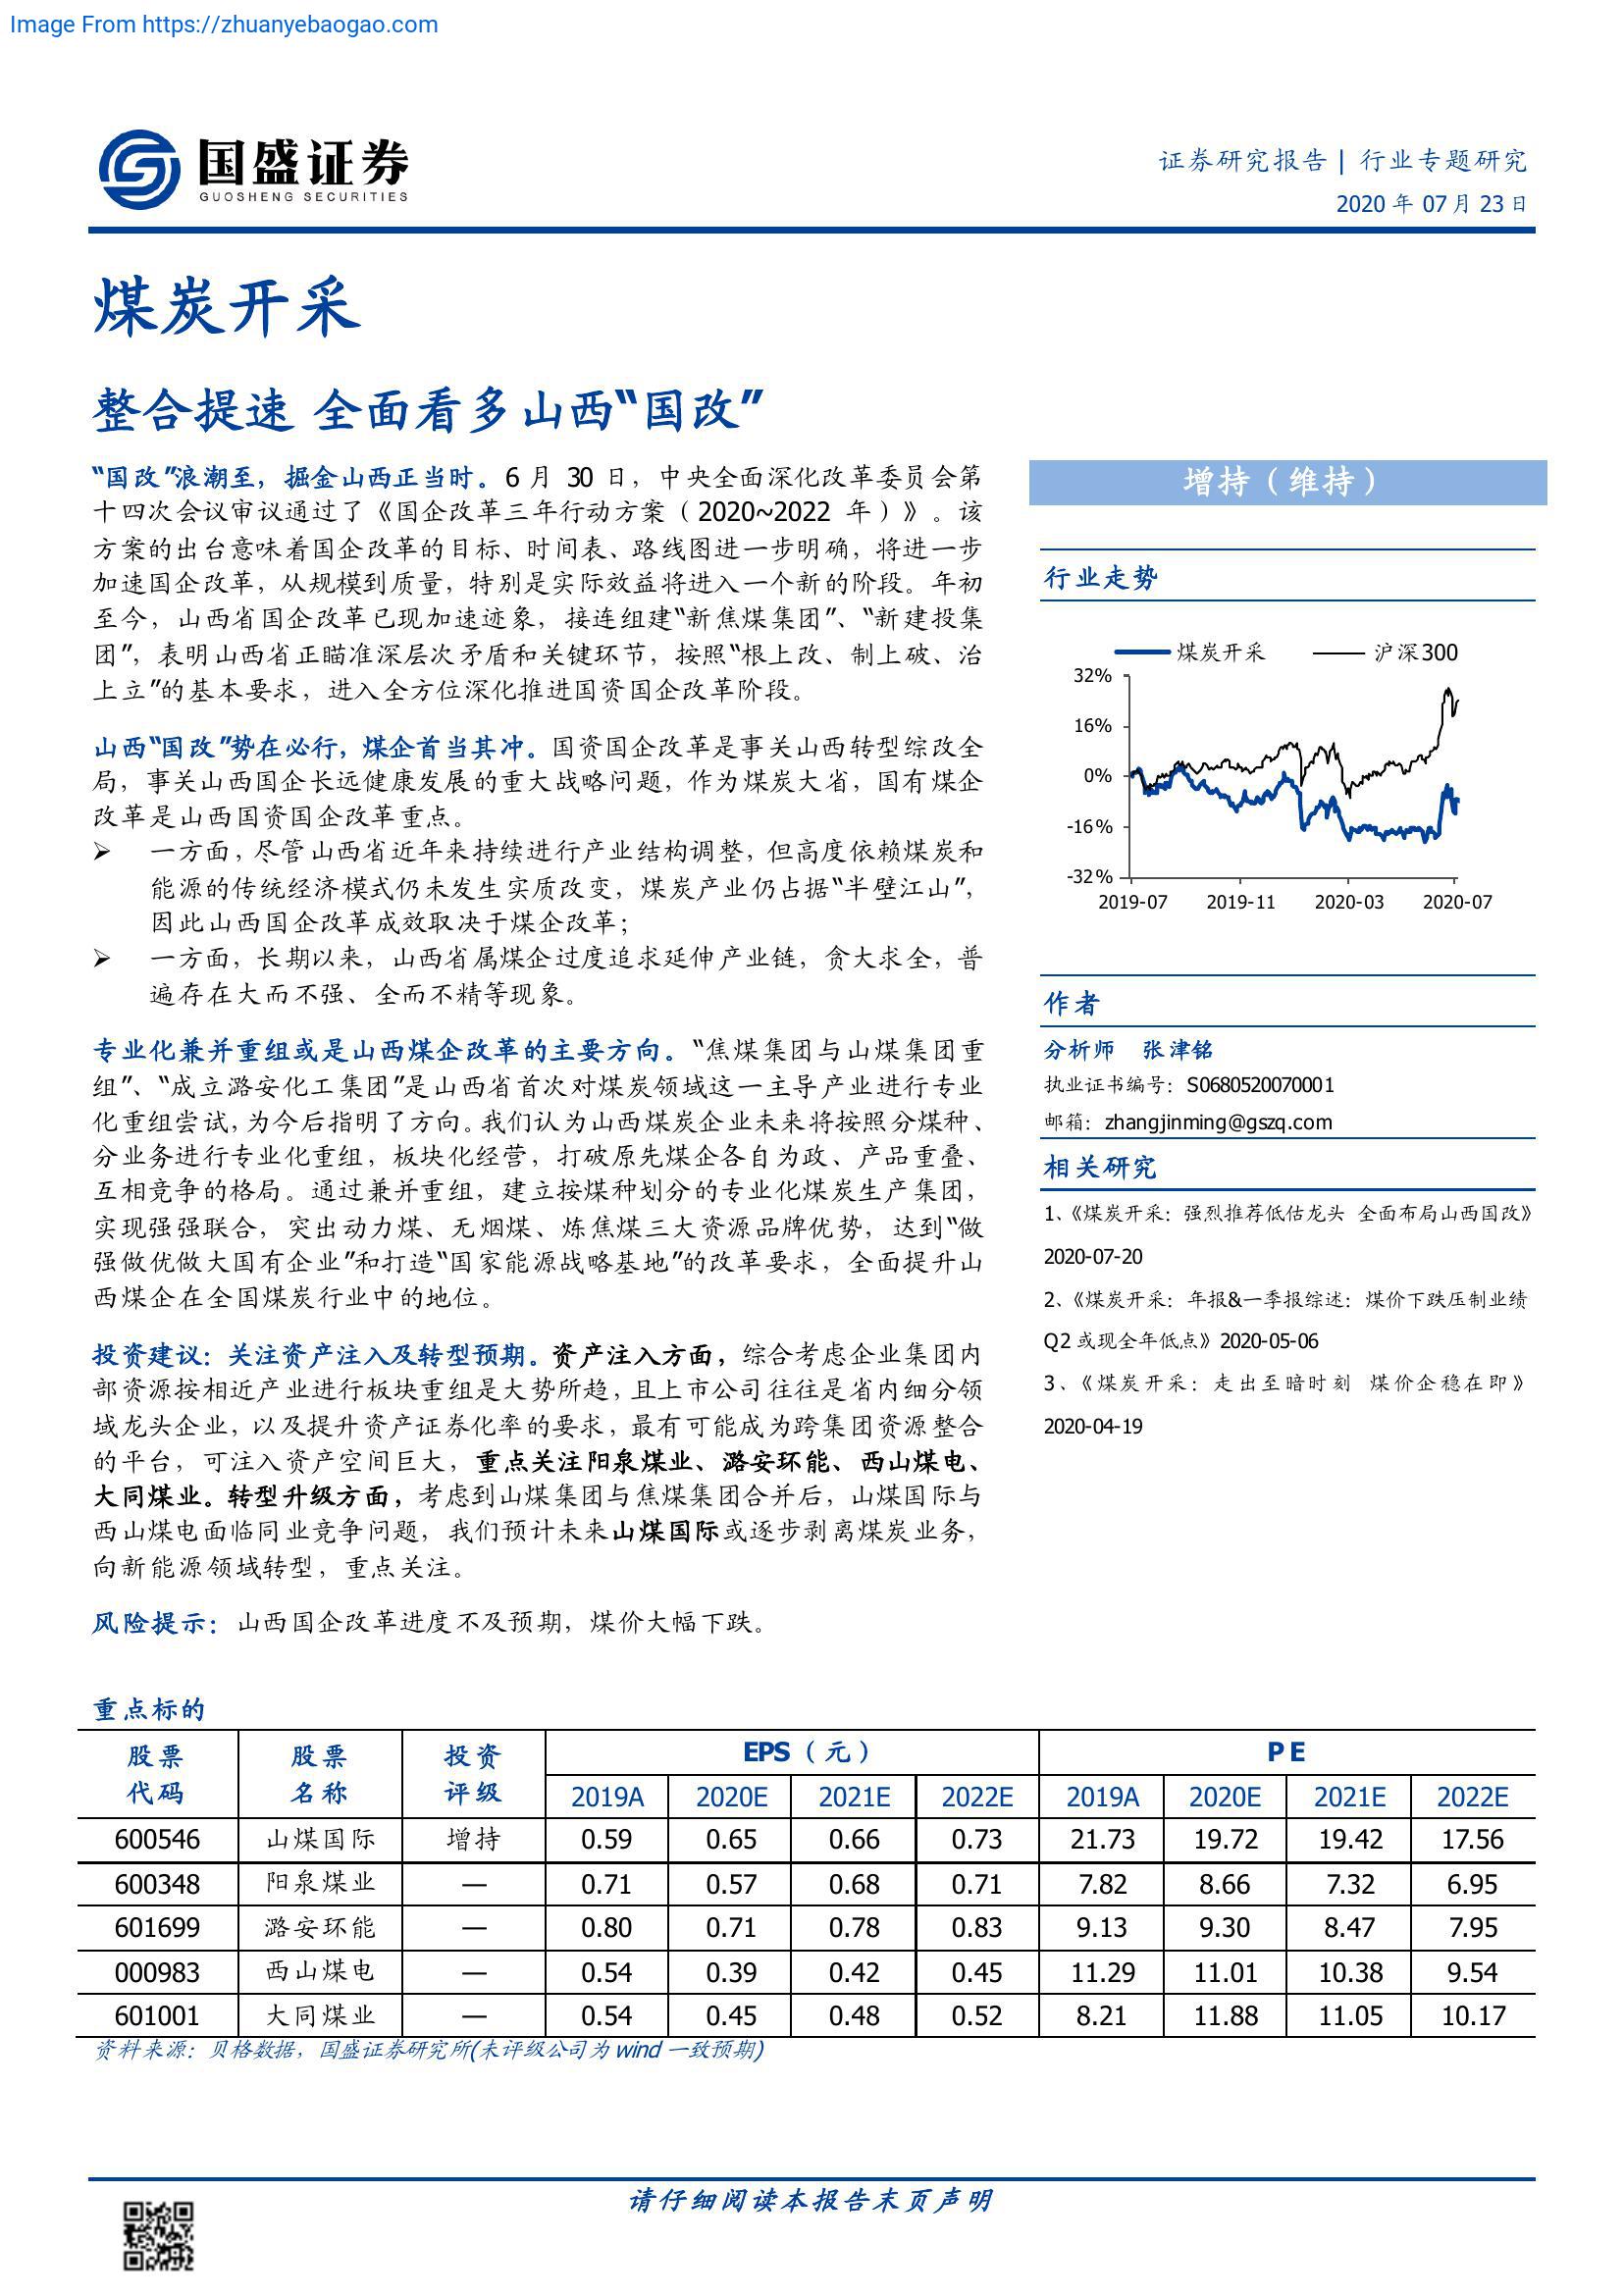 Image From https://zhuanyebaogao.com
国盛证券
GUOSHENG SECURITIES
证券研究报告 | 行业专题研究
2020 年 07 月 23 日
煤炭开采
整合提速 全面看多山西“国改”
“国改”浪潮至，掘金山西正当时。6 月 30 日，中央全面深化改革委员会第
十四次会议审议通过了《国企改革三年行动方案（2020~2022 年）》。该
方案的出台意味着国企改革的目标、时间表、路线图进一步明确，将进一步
加速国企改革，从规模到质量，特别是实际效益将进入一个新的阶段。年初
至今，山西省国企改革已现加速迹象，接连组建“新焦煤集团”、“新建投集
团”，表明山西省正瞄准深层次矛盾和关键环节，按照“根上改、制上破、治
上立”的基本要求，进入全方位深化推进国资国企改革阶段。
山西“国改”势在必行，煤企首当其冲。国资国企改革是事关山西转型综改全
局，事关山西国企长远健康发展的重大战略问题，作为煤炭大省，国有煤企
改革是山西国资国企改革重点。
➢ 一方面，尽管山西省近年来持续进行产业结构调整，但高度依赖煤炭和
能源的传统经济模式仍未发生实质改变，煤炭产业仍占据“半壁江山”，
因此山西国企改革成效取决于煤企改革；
➢ 一方面，长期以来，山西省属煤企过度追求延伸产业链，贪大求全，普
遍存在大而不强、全而不精等现象。
专业化兼并重组或是山西煤企改革的主要方向。“焦煤集团与山煤集团重
组”、“成立潞安化工集团”是山西省首次对煤炭领域这一主导产业进行专业
化重组尝试，为今后指明了方向。我们认为山西煤炭企业未来将按照分煤种、
分业务进行专业化重组，板块化经营，打破原先煤企各自为政、产品重叠、
互相竞争的格局。通过兼并重组，建立按煤种划分的专业化煤炭生产集团，
实现强强联合，突出动力煤、无烟煤、炼焦煤三大资源品牌优势，达到“做
强做优做大国有企业”和打造“国家能源战略基地”的改革要求，全面提升山
西煤企在全国煤炭行业中的地位。
投资建议：关注资产注入及转型预期。资产注入方面，综合考虑企业集团内
部资源按相近产业进行板块重组是大势所趋，且上市公司往往是省内细分领
域龙头企业，以及提升资产证券化率的要求，最有可能成为跨集团资源整合
的平台，可注入资产空间巨大，重点关注阳泉煤业、潞安环能、西山煤电、
大同煤业。转型升级方面，考虑到山煤集团与焦煤集团合并后，山煤国际与
西山煤电面临同业竞争问题，我们预计未来山煤国际或逐步剥离煤炭业务，
向新能源领域转型，重点关注。
风险提示：山西国企改革进度不及预期，煤价大幅下跌。
增持（维持）
行业走势
煤炭开采 沪深300
32%
16%
0%
-16%
-32%
2019-07 2019-11 2020-03 2020-07
作者
分析师 张津铭
执业证书编号：S0680520070001
邮箱：zhangjinming@gszq.com
相关研究
1、《煤炭开采：强烈推荐低估龙头 全面布局山西国改》
2020-07-20
2、《煤炭开采：年报&一季报综述：煤价下跌压制业绩
Q2 或现全年低点》2020-05-06
3、《煤炭开采：走出至暗时刻 煤价企稳在即》
2020-04-19
重点标的
股票 股票 投资 EPS（元） P E
代码 名称 评级 2019A 2020E 2021E 2022E 2019A 2020E 2021E 2022E
600546 山煤国际 增持 0.59 0.65 0.66 0.73 21.73 19.72 19.42 17.56
600348 阳泉煤业 — 0.71 0.57 0.68 0.71 7.82 8.66 7.32 6.95
601699 潞安环能 — 0.80 0.71 0.78 0.83 9.13 9.30 8.47 7.95
000983 西山煤电 — 0.54 0.39 0.42 0.45 11.29 11.01 10.38 9.54
601001 大同煤业 — 0.54 0.45 0.48 0.52 8.21 11.88 11.05 10.17
资料来源：贝格数据，国盛证券研究所(未评级公司为 wind 一致预期)
请仔细阅读本报告末页声明